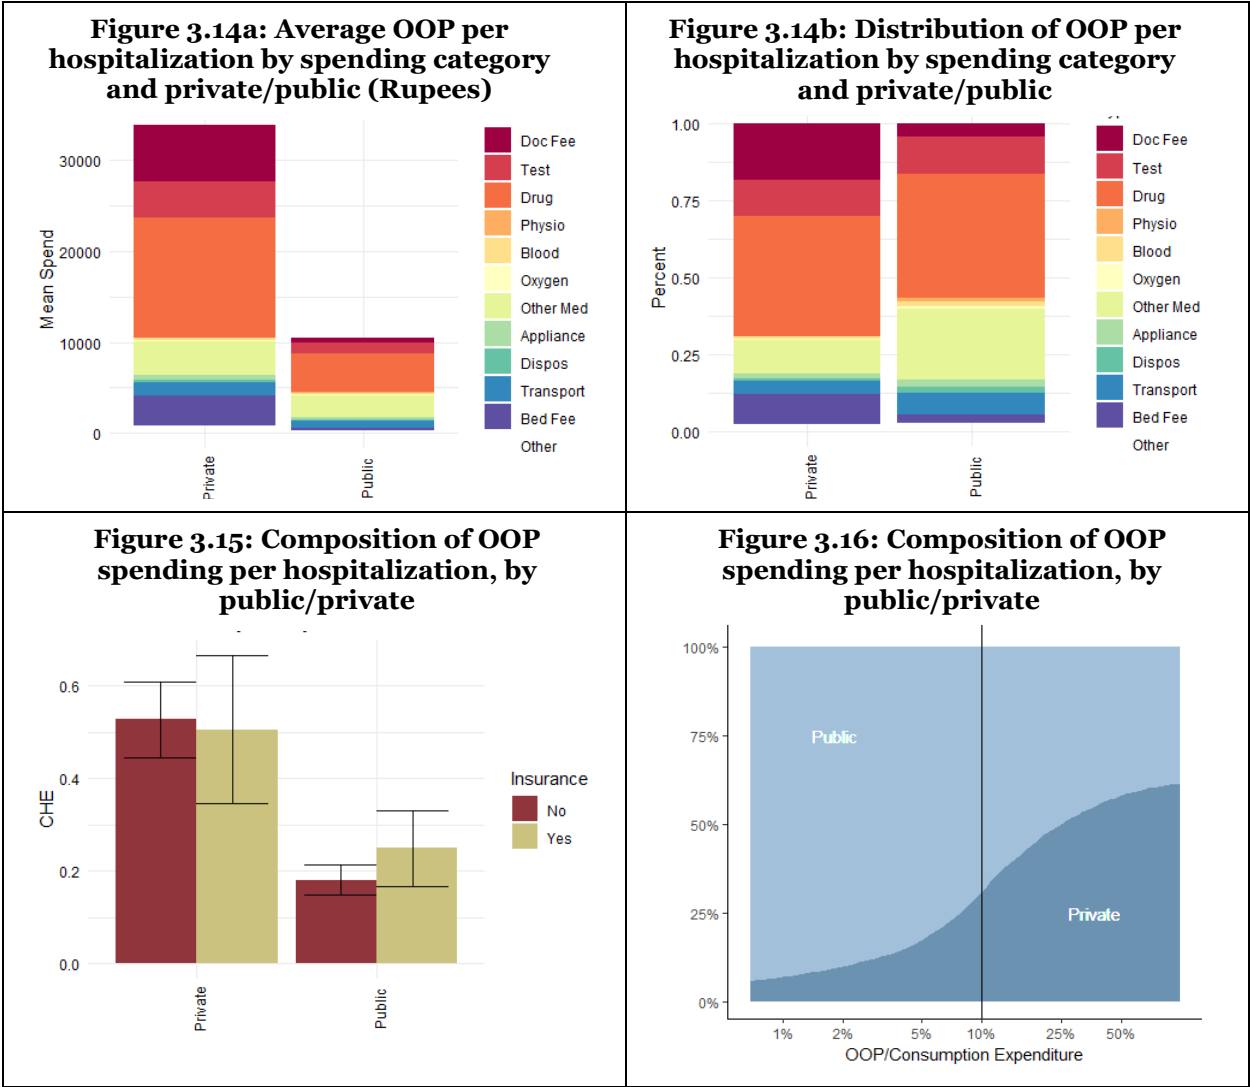 Figure 3.14a: Average OOP per
hospitalization by spending category
and private/public (Rupees)
Mean Spend
30000
20000
10000
0
Private
Public
Doc Fee
Test
Drug
Physio
Blood
Oxygen
Other Med
Appliance
Dispos
Transport
Bed Fee
Other
Figure 3.14b: Distribution of OOP per
hospitalization by spending category
and private/public
Percent
1.00
0.75
0.50
0.25
0.00
Private
Public
Doc Fee
Test
Drug
Physio
Blood
Oxygen
Other Med
Appliance
Dispos
Transport
Bed Fee
Other
Figure 3.15: Composition of OOP
spending per hospitalization, by
public/private
CHE
0.6
0.4
0.2
0.0
Private
Public
Insurance
No
Yes
Figure 3.16: Composition of OOP
spending per hospitalization, by
public/private
100%
75%
50%
25%
0%
Public
Private
1% 2% 5% 10% 25% 50%
OOP/Consumption Expenditure